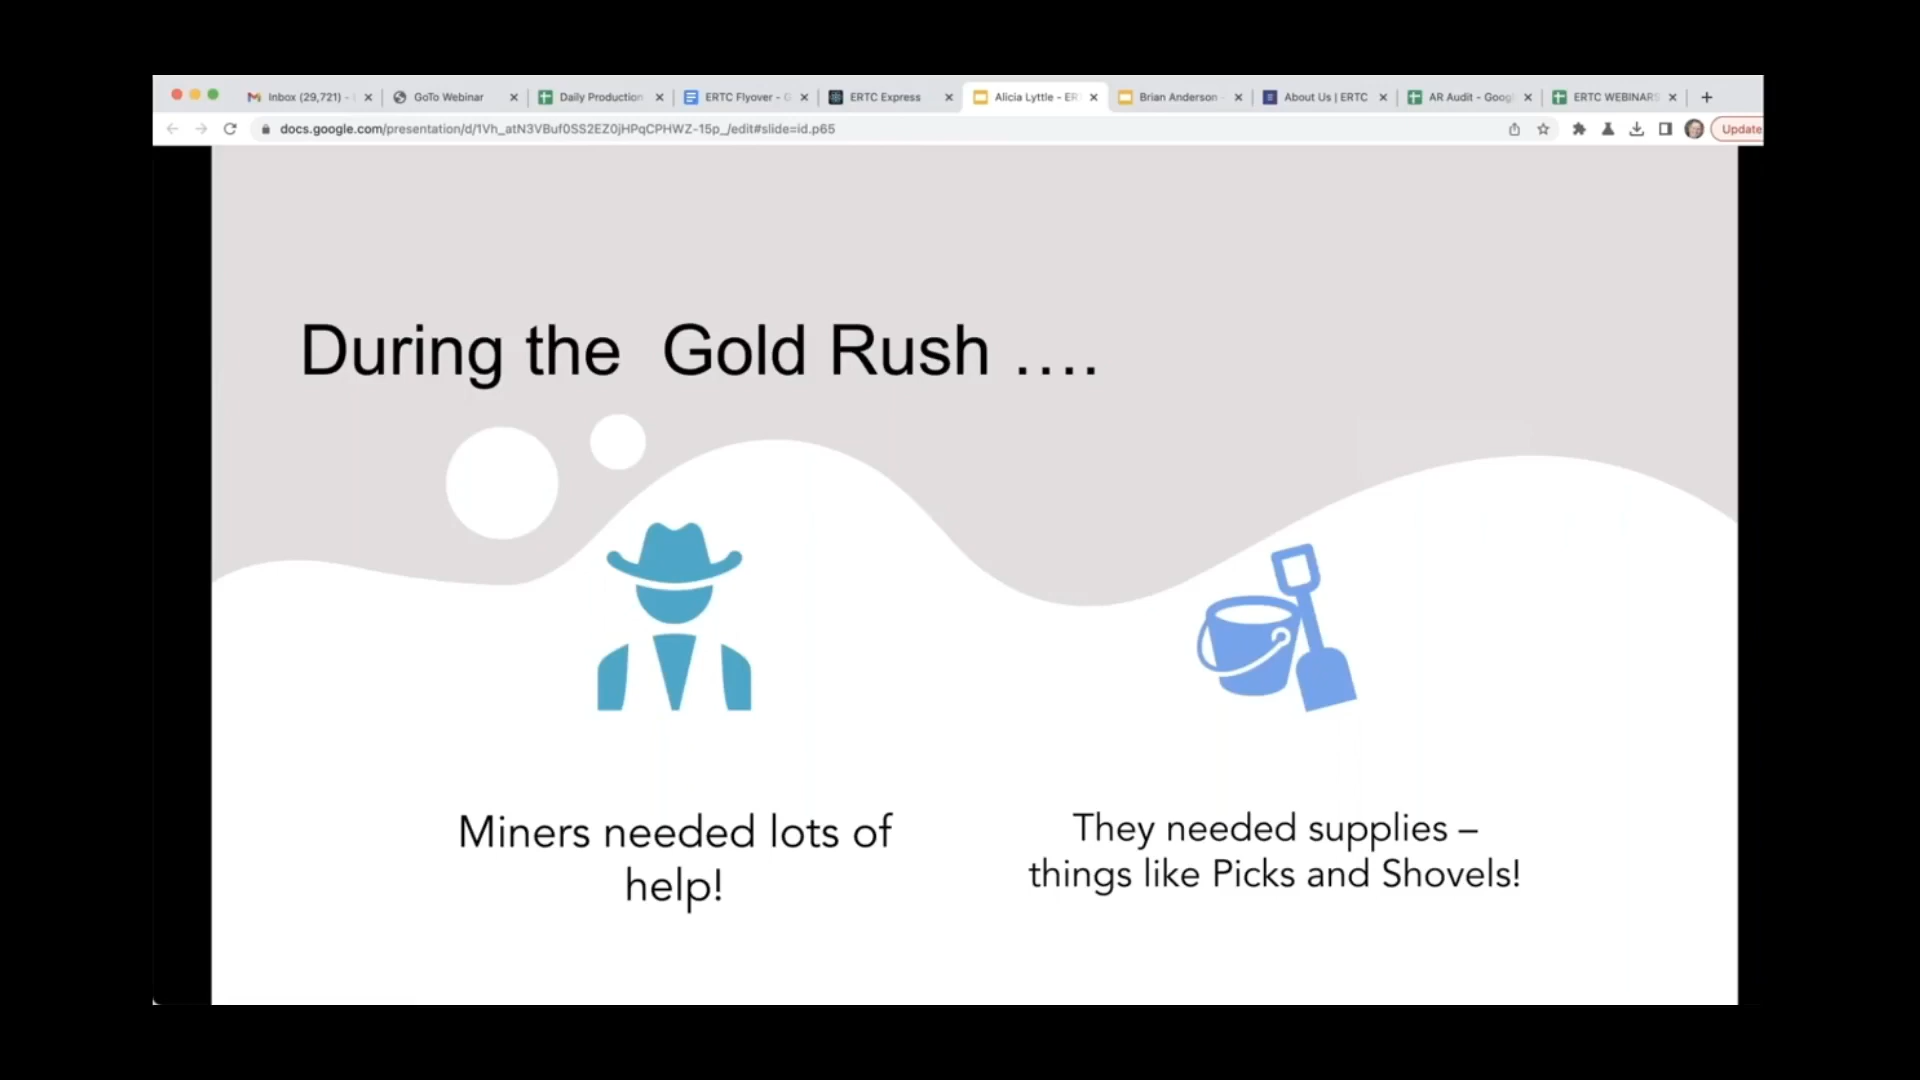 Inbox (29,721) -
GoTo Webinar
Daily Production
ERTC Flyover - G
ERTC Express
Alicia Lyttle - ER
Brian Anderson -
About Us | ERTC
AR Audit - Goog
ERTC WEBINARS
docs.google.com/presentation/d/1Vh_atN3VBuf0SS2EZ0jHPqCPHWZ-15p_/edit#slide=id.p65
Update
During the  Gold Rush ….
Miners needed lots of
help!
They needed supplies –
things like Picks and Shovels!